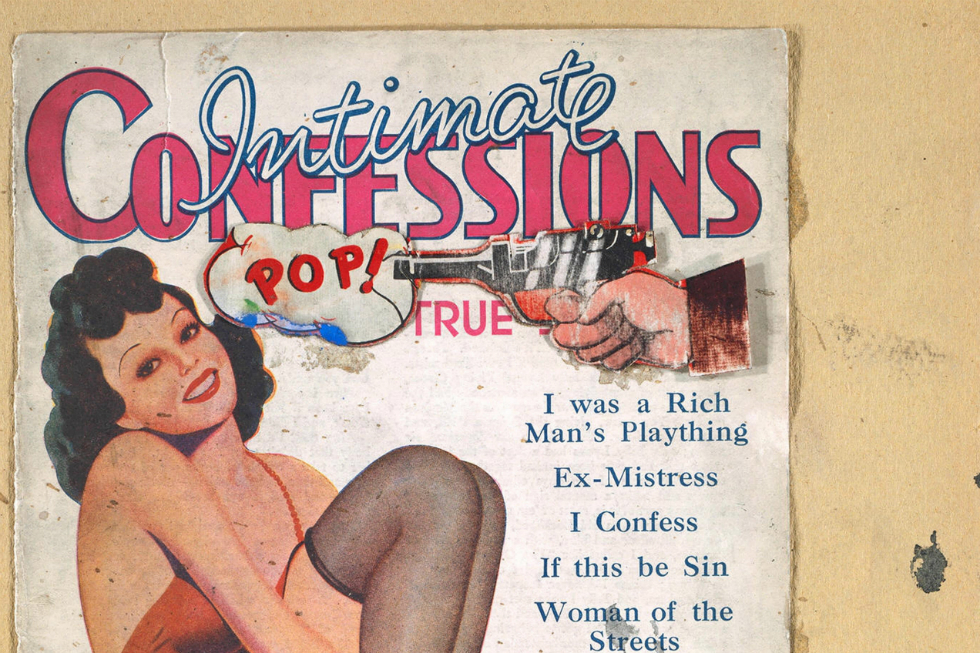 Intimate
CONFESSIONS
POP!
TRUE
I was a Rich
Man's Plaything
Ex-Mistress
I Confess
If this be Sin
Woman of the
Streets